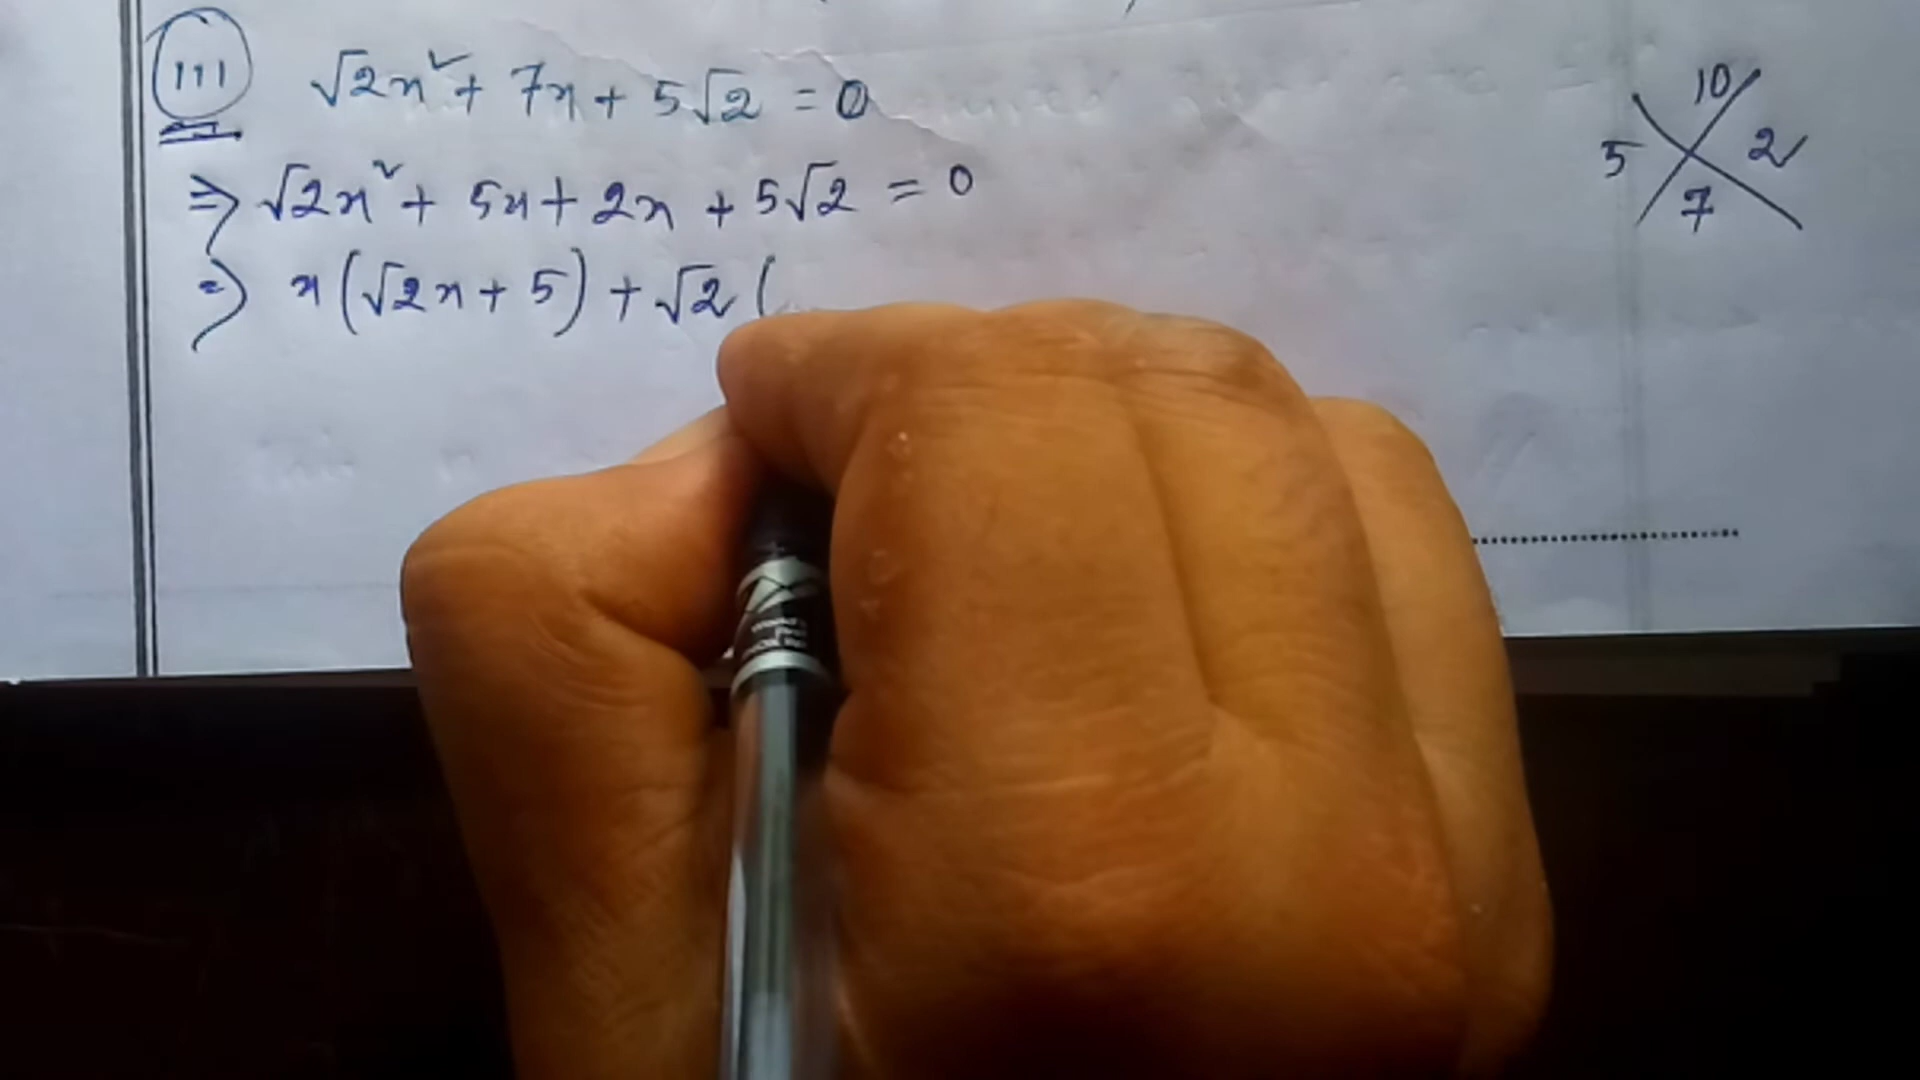 (iii) √2x² + 7x + 5√2 = 0
⇒ √2x² + 5x + 2x + 5√2 = 0
⇒ x(√2x + 5) + √2(
10
5 2
7